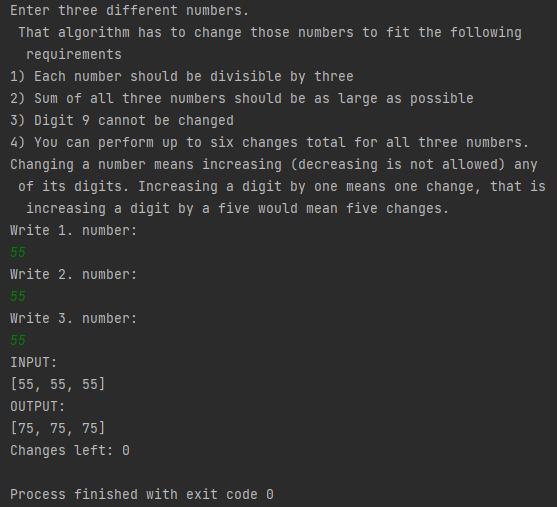 Enter three different numbers.
That algorithm has to change those numbers to fit the following
requirements
1) Each number should be divisible by three
2) Sum of all three numbers should be as large as possible
3) Digit 9 cannot be changed
4) You can perform up to six changes total for all three numbers.
Changing a number means increasing (decreasing is not allowed) any
of its digits. Increasing a digit by one means one change, that is
increasing a digit by a five would mean five changes.
Write 1. number:
55
Write 2. number:
55
Write 3. number:
55
INPUT:
[55, 55, 55]
OUTPUT:
[75, 75, 75]
Changes left: 0
Process finished with exit code 0